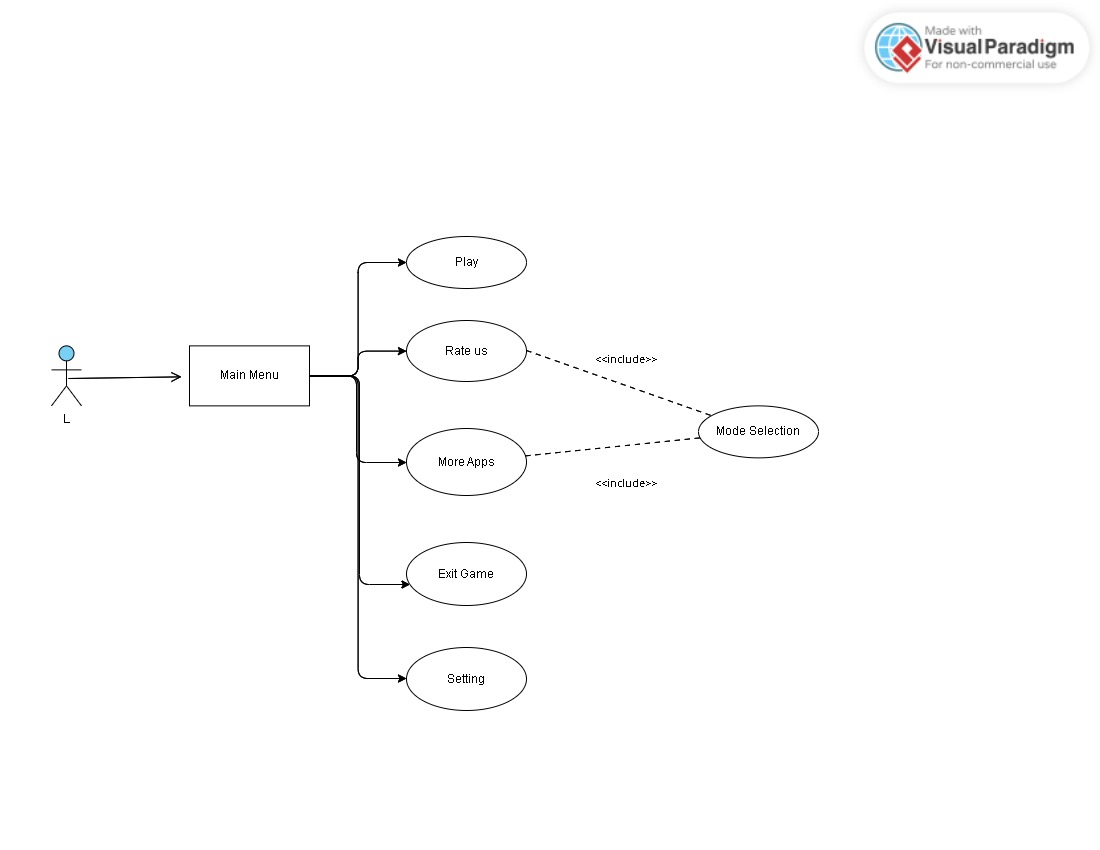 Made with
Visual Paradigm
For non-commercial use
Play
Rate us
<<include>>
Main Menu
L
Mode Selection
More Apps
<<include>>
Exit Game
Setting